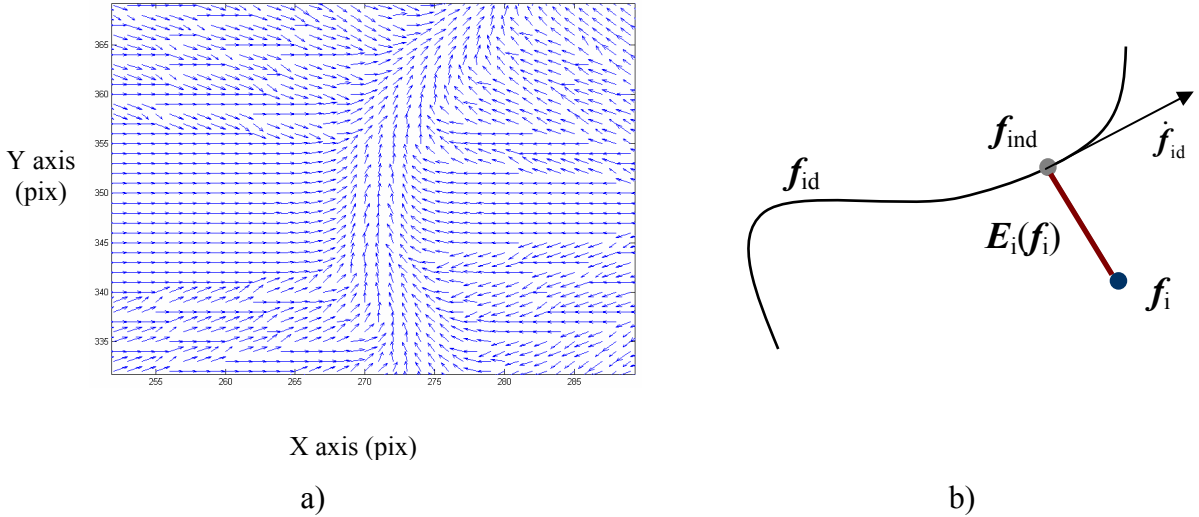 365
360
355
350
345
340
335
Y axis
(pix)
255
260
265
270
275
280
285
X axis (pix)
a)
f_ind
ḟ_id
f_id
E_i(f_i)
f_i
b)